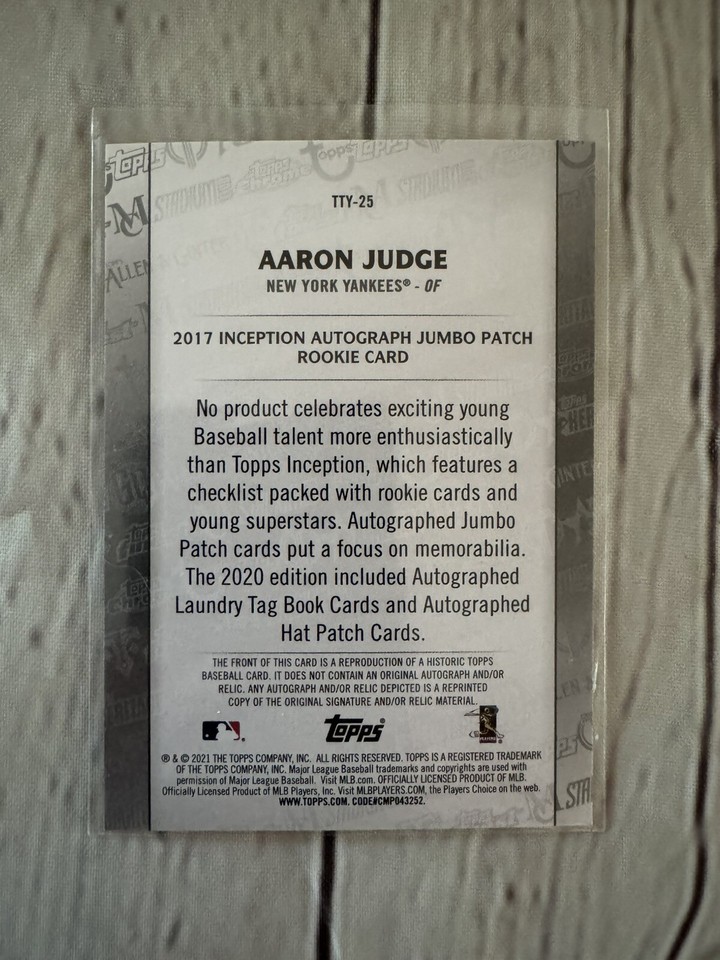 TTY-25
AARON JUDGE
NEW YORK YANKEES® - OF
2017 INCEPTION AUTOGRAPH JUMBO PATCH
ROOKIE CARD
No product celebrates exciting young
Baseball talent more enthusiastically
than Topps Inception, which features a
checklist packed with rookie cards and
young superstars. Autographed Jumbo
Patch cards put a focus on memorabilia.
The 2020 edition included Autographed
Laundry Tag Book Cards and Autographed
Hat Patch Cards.
THE FRONT OF THIS CARD IS A REPRODUCTION OF A HISTORIC TOPPS
BASEBALL CARD. IT DOES NOT CONTAIN AN ORIGINAL AUTOGRAPH AND/OR
RELIC. ANY AUTOGRAPH AND/OR RELIC DEPICTED IS A REPRINTED
COPY OF THE ORIGINAL SIGNATURE AND/OR RELIC MATERIAL.
topps
PLAYERS
® & © 2021 THE TOPPS COMPANY, INC. ALL RIGHTS RESERVED. TOPPS IS A REGISTERED TRADEMARK
OF THE TOPPS COMPANY, INC. Major League Baseball trademarks and copyrights are used with
permission of Major League Baseball. Visit MLB.com. OFFICIALLY LICENSED PRODUCT OF MLB.
Officially Licensed Product of MLB Players, Inc. Visit MLBPLAYERS.COM, the Players Choice on the web.
WWW.TOPPS.COM. CODE#CMP043252.